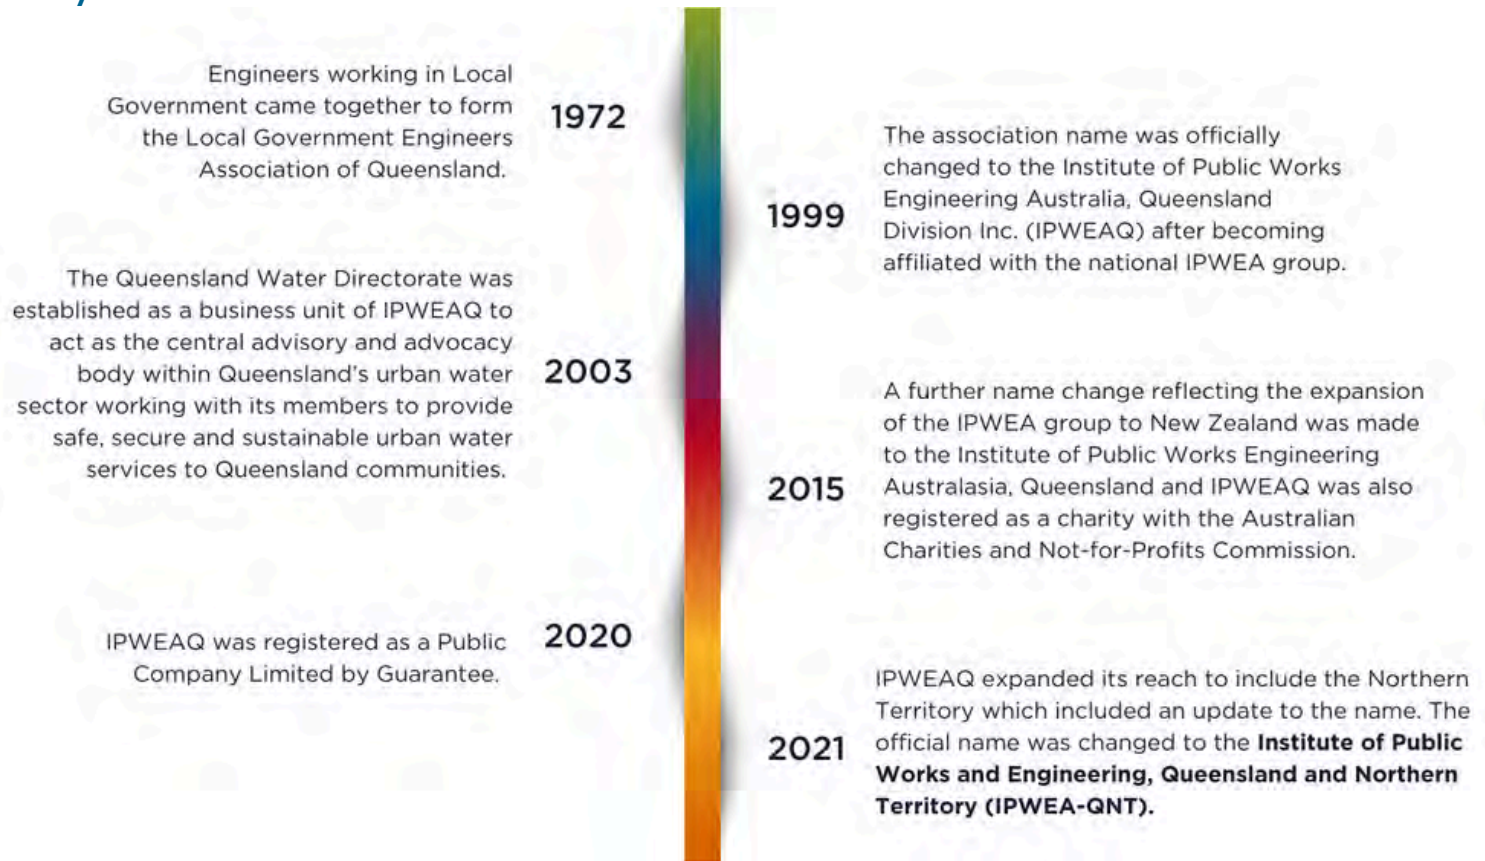 Engineers working in Local
Government came together to form
the Local Government Engineers
Association of Queensland.
1972
The association name was officially
changed to the Institute of Public Works
Engineering Australia, Queensland
Division Inc. (IPWEAQ) after becoming
affiliated with the national IPWEA group.
1999
The Queensland Water Directorate was
established as a business unit of IPWEAQ to
act as the central advisory and advocacy
body within Queensland's urban water
sector working with its members to provide
safe, secure and sustainable urban water
services to Queensland communities.
2003
A further name change reflecting the expansion
of the IPWEA group to New Zealand was made
to the Institute of Public Works Engineering
Australasia, Queensland and IPWEAQ was also
registered as a charity with the Australian
Charities and Not-for-Profits Commission.
2015
IPWEAQ was registered as a Public
Company Limited by Guarantee.
2020
IPWEAQ expanded its reach to include the Northern
Territory which included an update to the name. The
official name was changed to the Institute of Public
Works and Engineering, Queensland and Northern
Territory (IPWEA-QNT).
2021